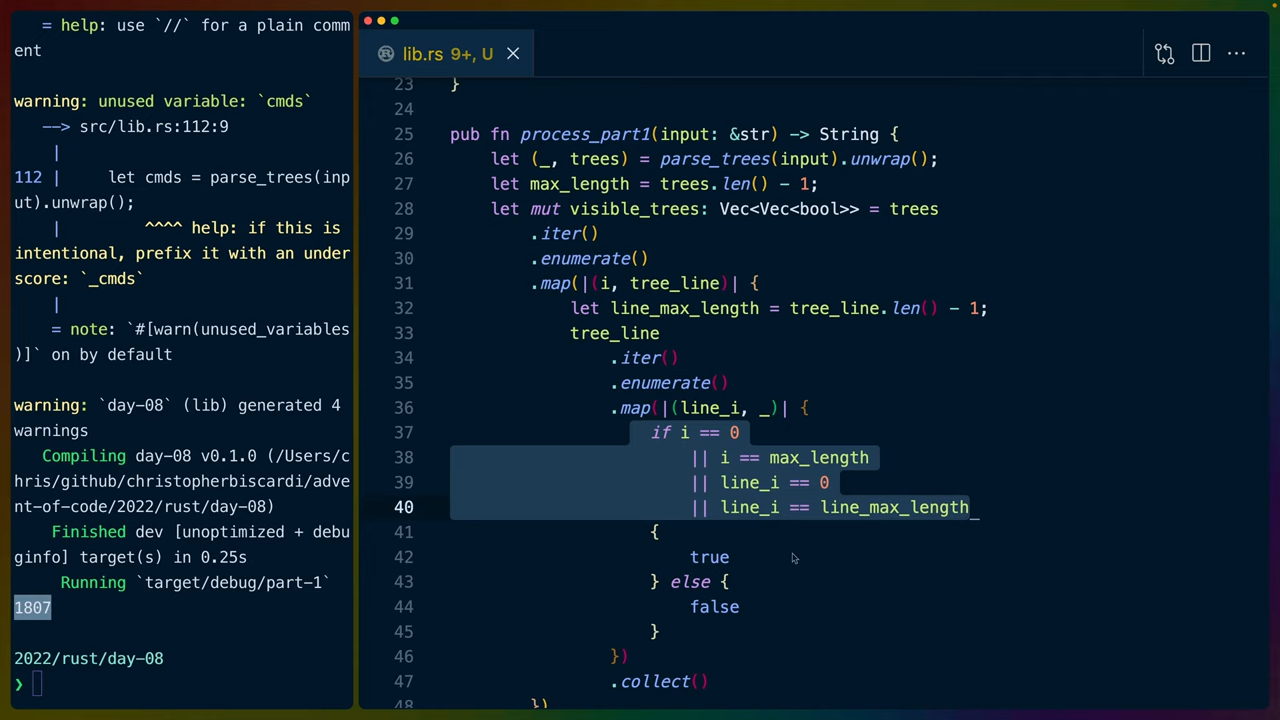 = help: use `//` for a plain comm
ent
warning: unused variable: `cmds`
--> src/lib.rs:112:9
|
112 | let cmds = parse_trees(inp
ut).unwrap();
| ^^^^ help: if this is
intentional, prefix it with an under
score: `_cmds`
|
= note: `#[warn(unused_variables
)]` on by default
warning: `day-08` (lib) generated 4
warnings
Compiling day-08 v0.1.0 (/Users/c
hris/github/christopherbiscardi/adve
nt-of-code/2022/rust/day-08)
Finished dev [unoptimized + debu
ginfo] target(s) in 0.25s
Running `target/debug/part-1`
1807
2022/rust/day-08
❯
lib.rs 9+, U
23 }
24
25 pub fn process_part1(input: &str) -> String {
26 let (_, trees) = parse_trees(input).unwrap();
27 let max_length = trees.len() - 1;
28 let mut visible_trees: Vec<Vec<bool>> = trees
29 .iter()
30 .enumerate()
31 .map(|(i, tree_line)| {
32 let line_max_length = tree_line.len() - 1;
33 tree_line
34 .iter()
35 .enumerate()
36 .map(|(line_i, _)| {
37 if i == 0
38 || i == max_length
39 || line_i == 0
40 || line_i == line_max_length
41 {
42 true
43 } else {
44 false
45 }
46 })
47 .collect()
48 })